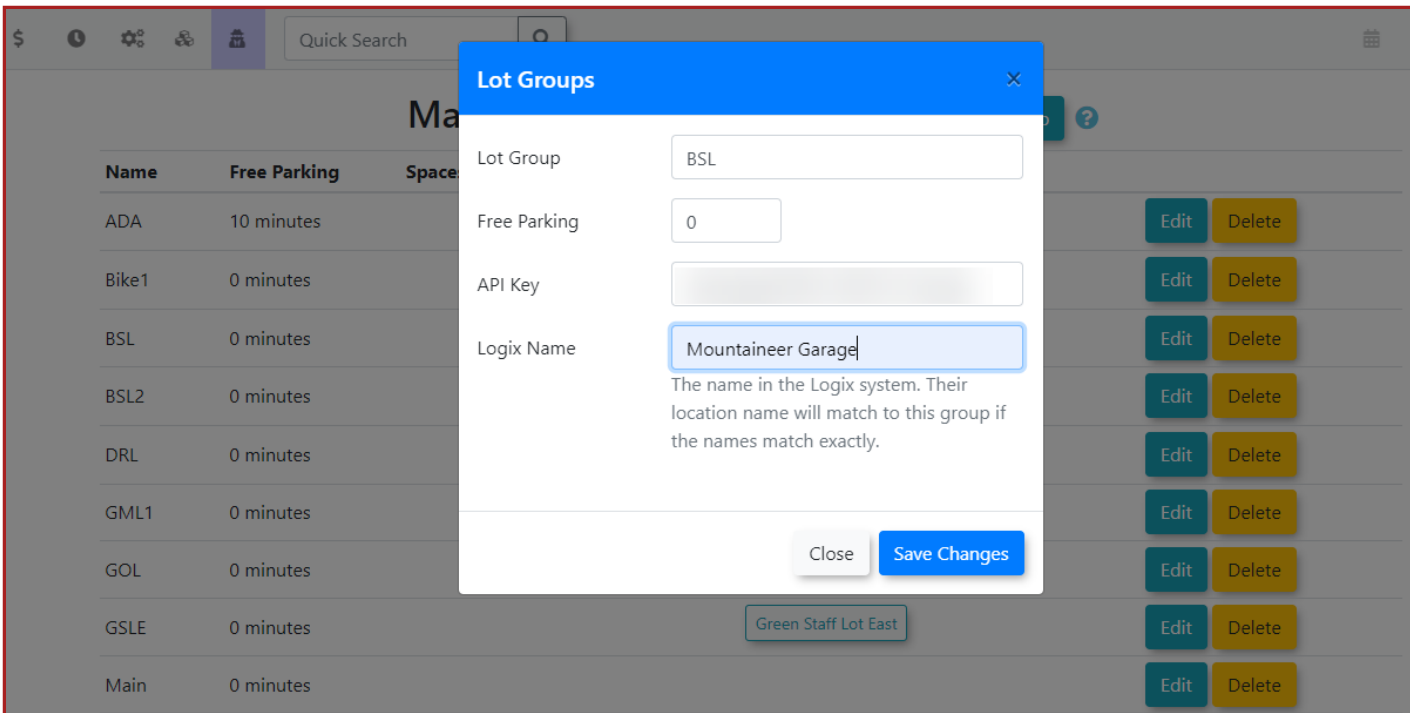 $ Quick Search
Lot Groups ×
Ma
Name Free Parking
Lot Group BSL
ADA 10 minutes Edit Delete
Free Parking 0
Bike1 0 minutes Edit Delete
API Key
BSL 0 minutes Edit Delete
Logix Name Mountaineer Garage
The name in the Logix system. Their
location name will match to this group if
the names match exactly.
BSL2 0 minutes Edit Delete
DRL 0 minutes Edit Delete
GML1 0 minutes Edit Delete
Close Save Changes
GOL 0 minutes Edit Delete
GSLE 0 minutes Green Staff Lot East Edit Delete
Main 0 minutes Edit Delete